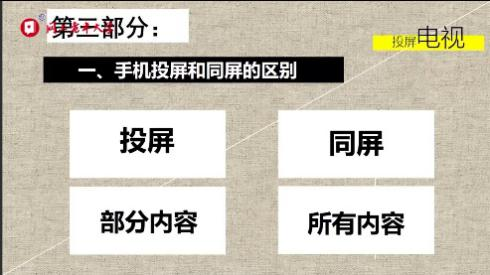 第三部分：
投屏电视
一、手机投屏和同屏的区别
投屏
同屏
部分内容
所有内容